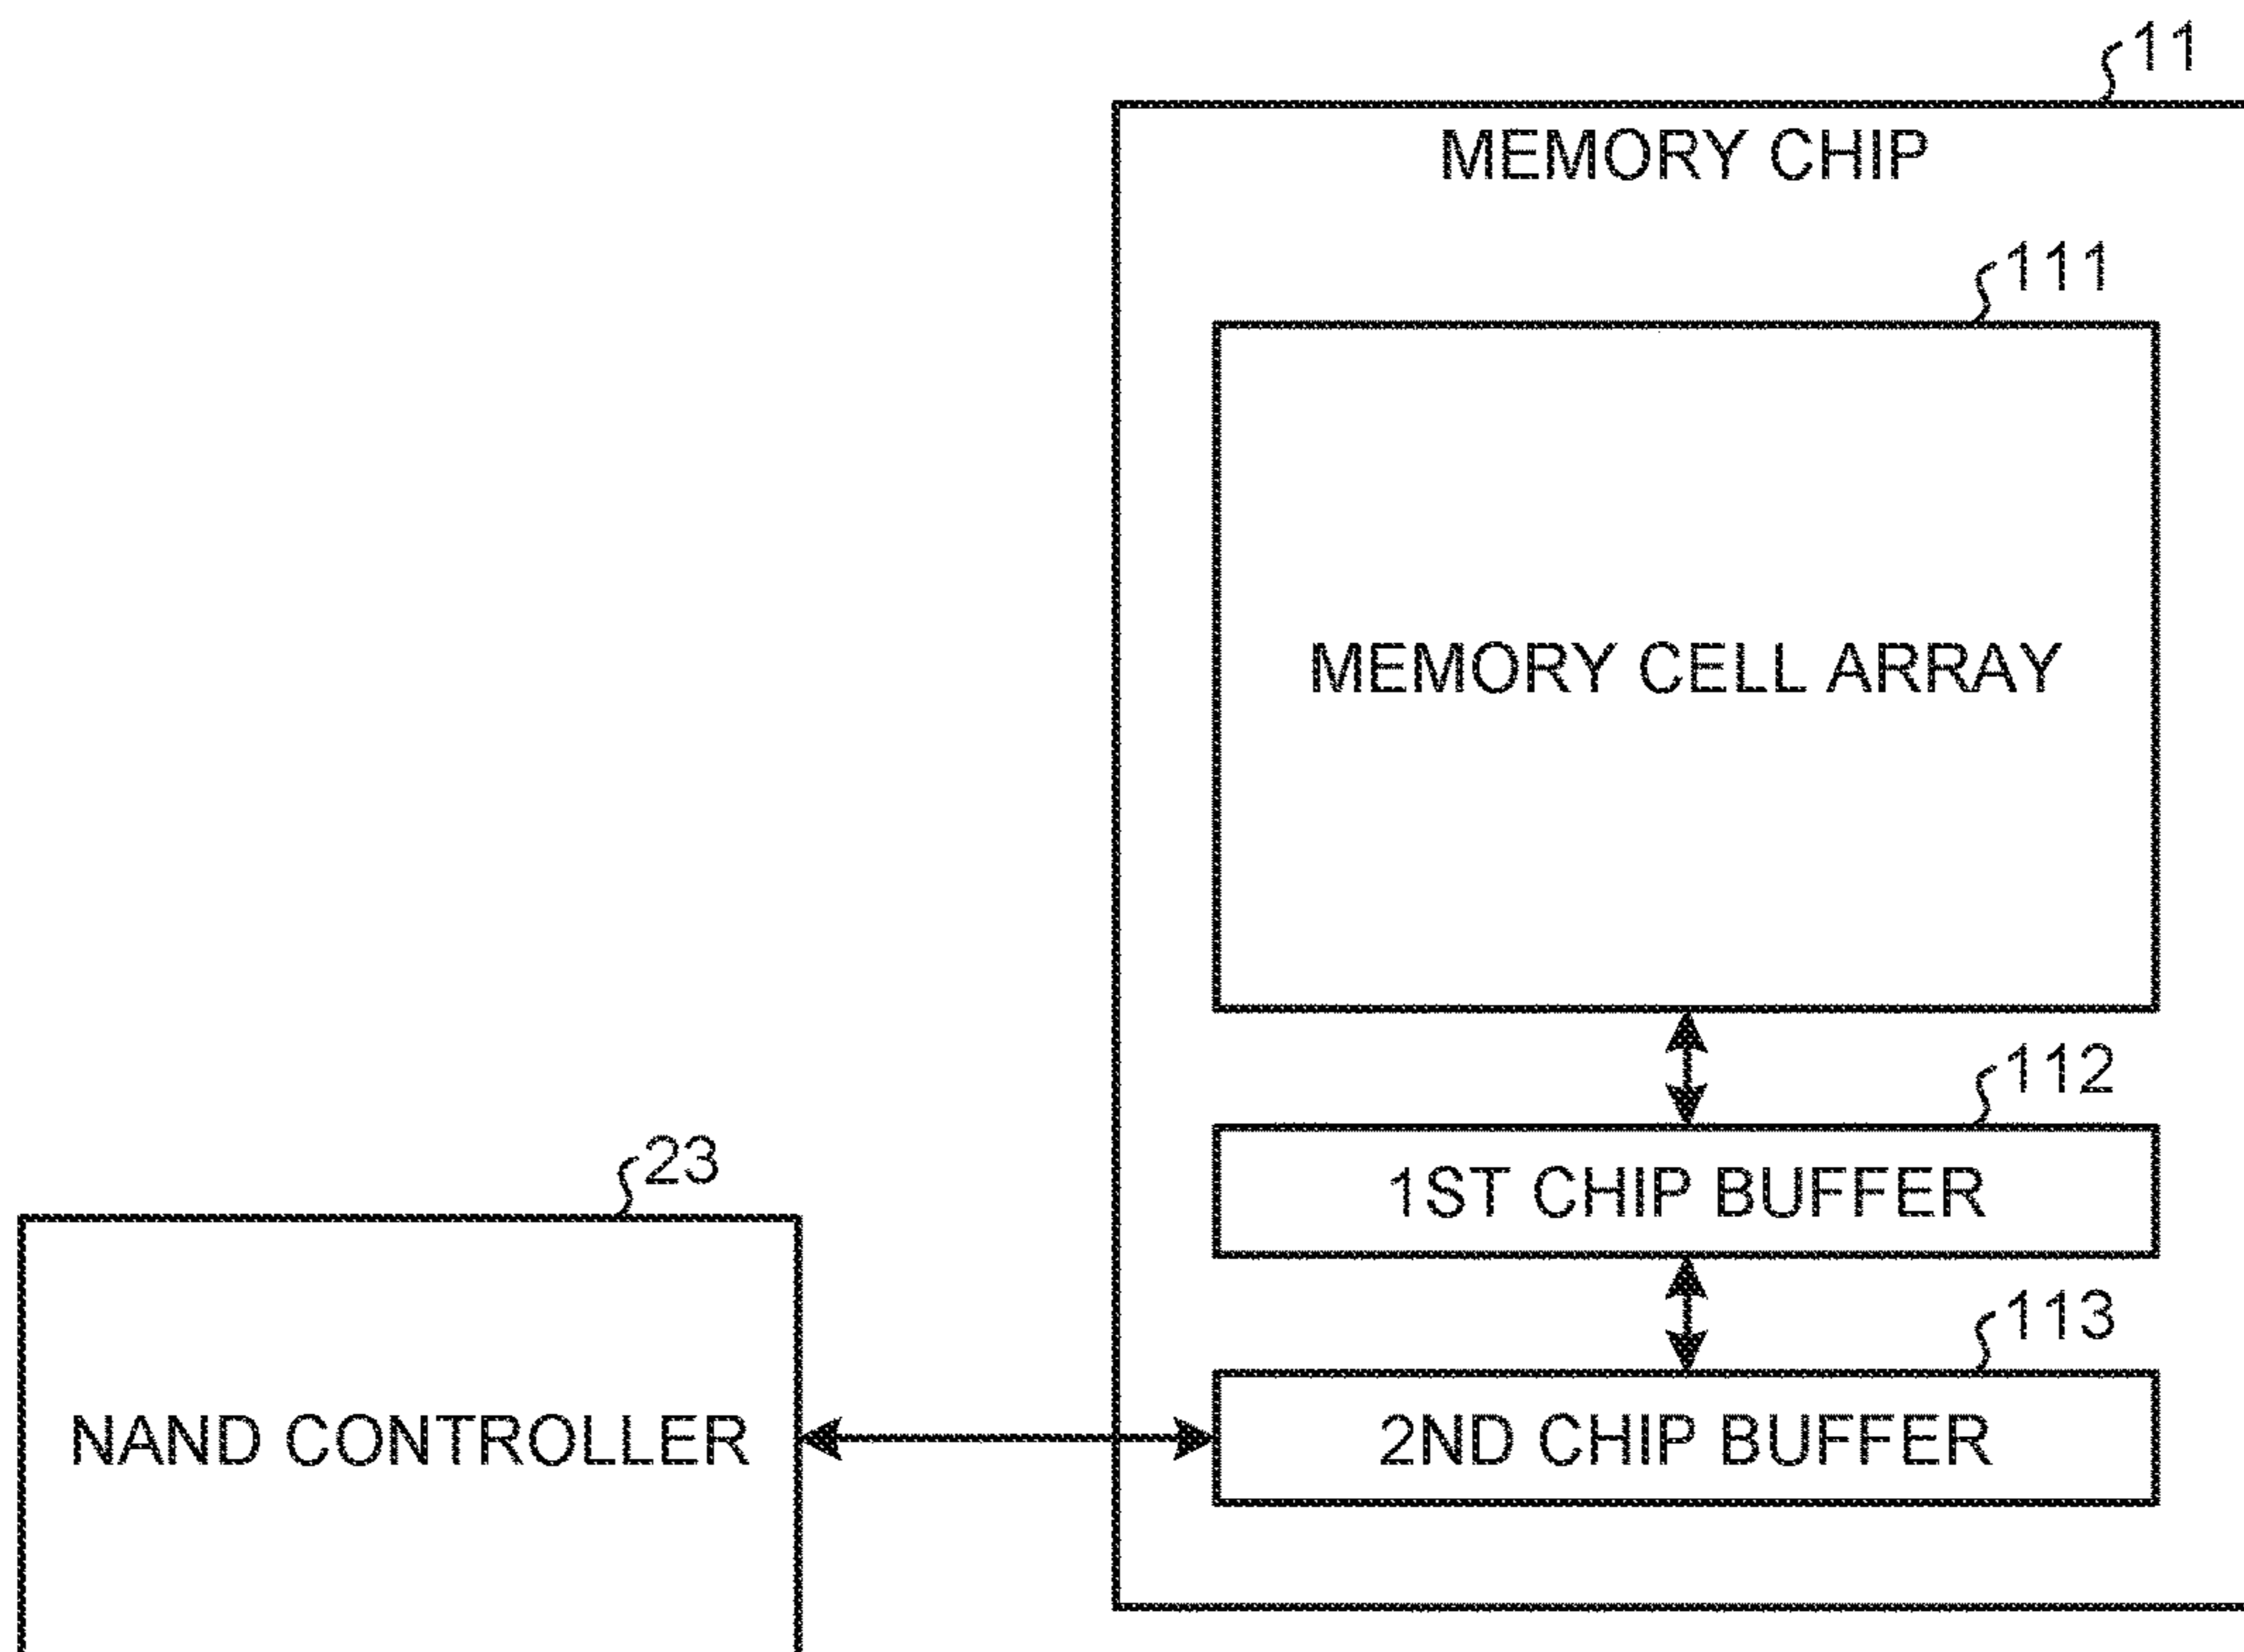 11
MEMORY CHIP
111
MEMORY CELL ARRAY
112
1ST CHIP BUFFER
23
113
NAND CONTROLLER
2ND CHIP BUFFER